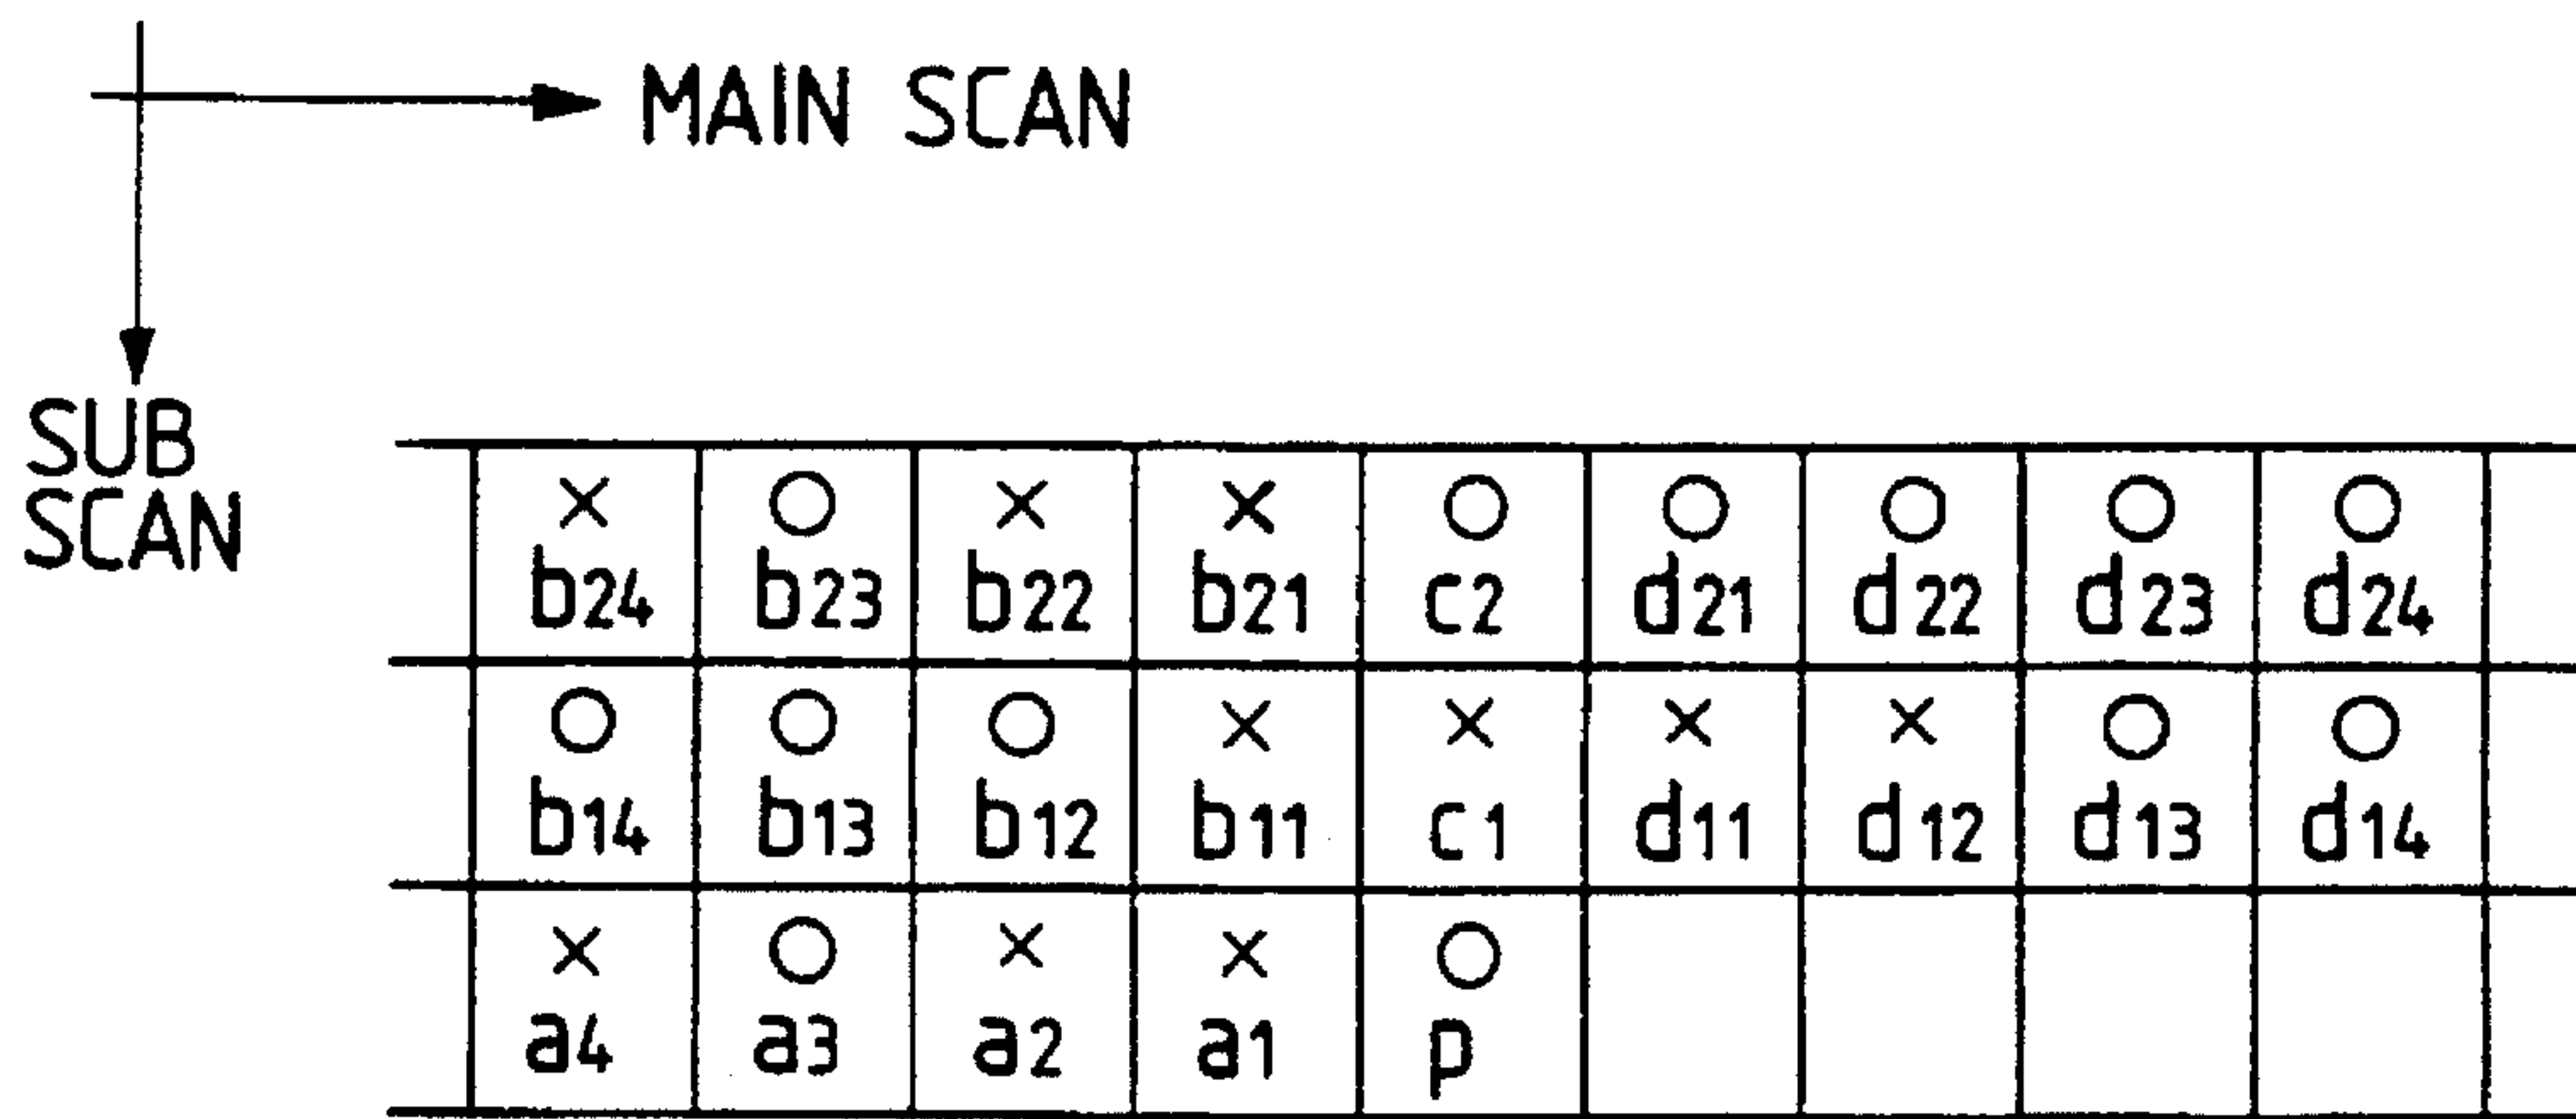 MAIN SCAN
SUB
SCAN
× ○ × × ○ ○ ○ ○ ○
b24 b23 b22 b21 c2 d21 d22 d23 d24
○ ○ ○ × × × × ○ ○
b14 b13 b12 b11 c1 d11 d12 d13 d14
× ○ × × ○
a4 a3 a2 a1 p